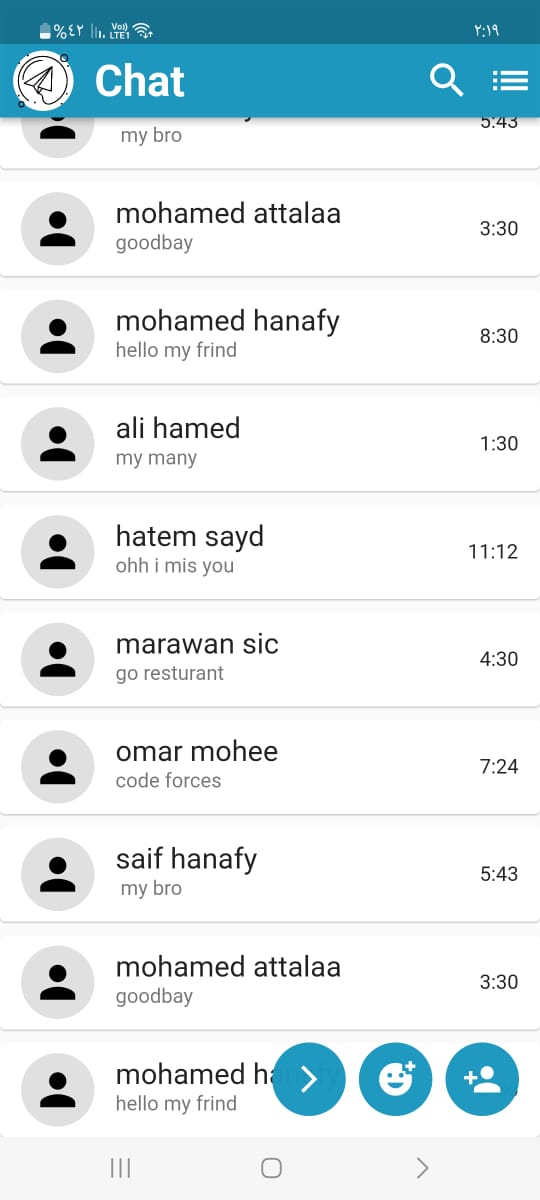 %٤٢ Vo)) LTE1 ٢:١٩
Chat
my bro 5:43
mohamed attalaa
goodbay 3:30
mohamed hanafy
hello my frind 8:30
ali hamed
my many 1:30
hatem sayd
ohh i mis you 11:12
marawan sic
go resturant 4:30
omar mohee
code forces 7:24
saif hanafy
my bro 5:43
mohamed attalaa
goodbay 3:30
mohamed
hello my frind